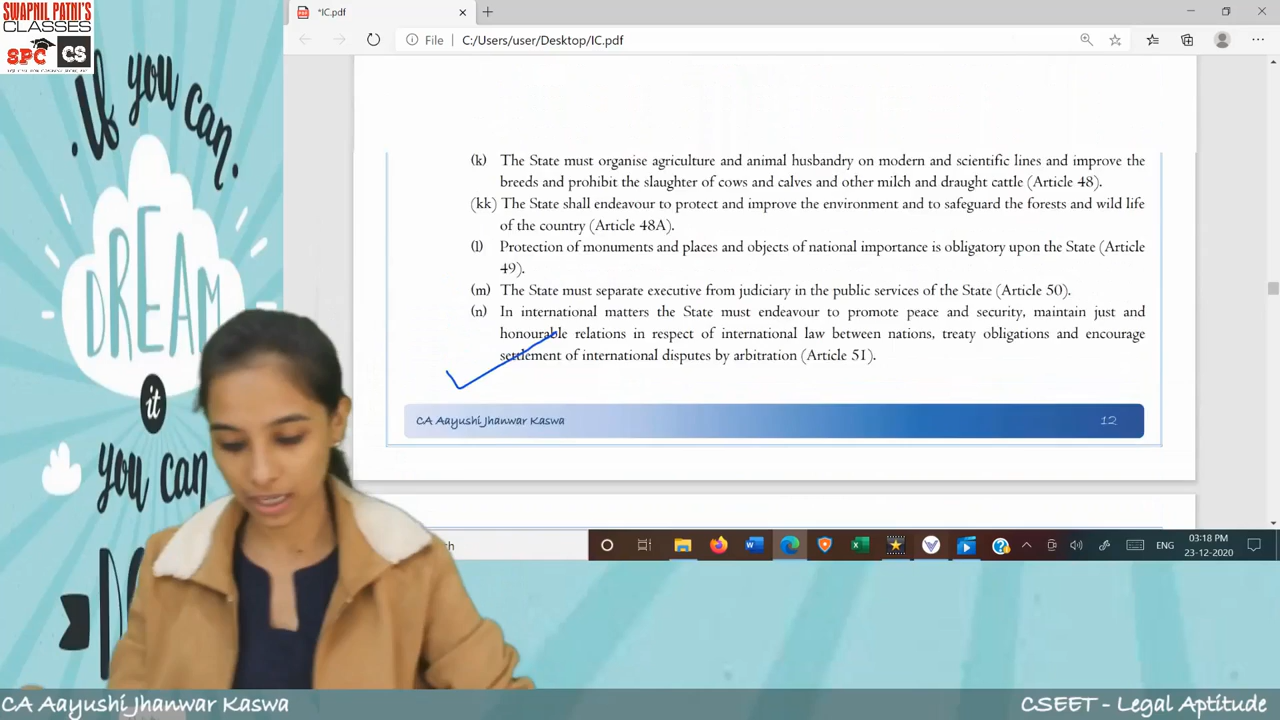 SWAPNIL PATNI'S
CLASSES
SPC CS
If you can.
DREAM
it
you can
*IC.pdf
File C:/Users/user/Desktop/IC.pdf
(k) The State must organise agriculture and animal husbandry on modern and scientific lines and improve the
breeds and prohibit the slaughter of cows and calves and other milch and draught cattle (Article 48).
(kk) The State shall endeavour to protect and improve the environment and to safeguard the forests and wild life
of the country (Article 48A).
(l) Protection of monuments and places and objects of national importance is obligatory upon the State (Article
49).
(m) The State must separate executive from judiciary in the public services of the State (Article 50).
(n) In international matters the State must endeavour to promote peace and security, maintain just and
honourable relations in respect of international law between nations, treaty obligations and encourage
settlement of international disputes by arbitration (Article 51).
CA Aayushi Jhanwar Kaswa 12
ENG
03:18 PM
23-12-2020
CA Aayushi Jhanwar Kaswa
CSEET - Legal Aptitude